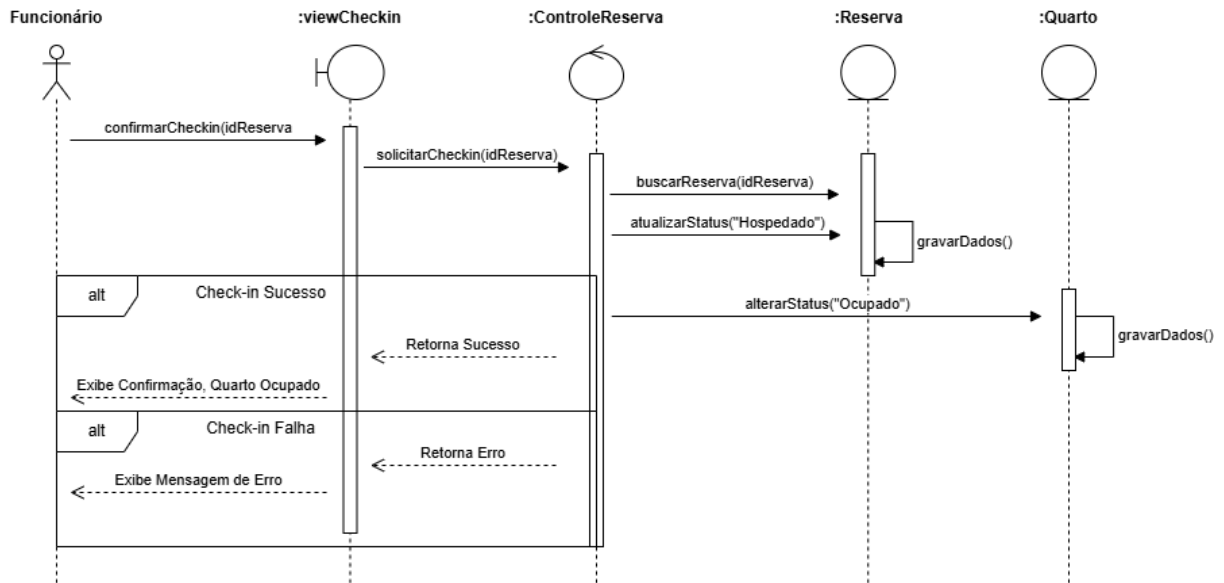 Funcionário
:viewCheckin
:ControleReserva
:Reserva
:Quarto
confirmarCheckin(idReserva
solicitarCheckin(idReserva)
buscarReserva(idReserva)
atualizarStatus("Hospedado")
gravarDados()
alt
Check-in Sucesso
alterarStatus("Ocupado")
gravarDados()
Retorna Sucesso
Exibe Confirmação, Quarto Ocupado
alt
Check-in Falha
Retorna Erro
Exibe Mensagem de Erro